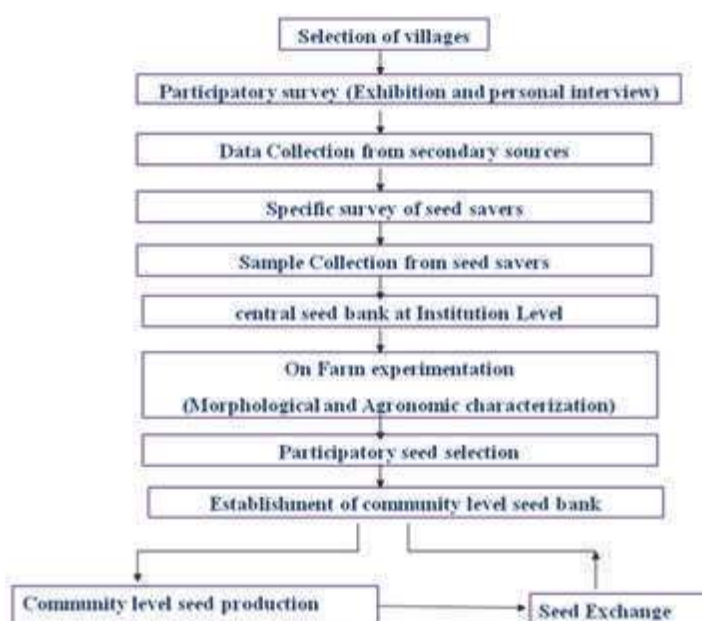 Selection of villages
Participatory survey (Exhibition and personal interview)
Data Collection from secondary sources
Specific survey of seed savers
Sample Collection from seed savers
central seed bank at Institution Level
On Farm experimentation
(Morphological and Agronomic characterization)
Participatory seed selection
Establishment of community level seed bank
Community level seed production
Seed Exchange